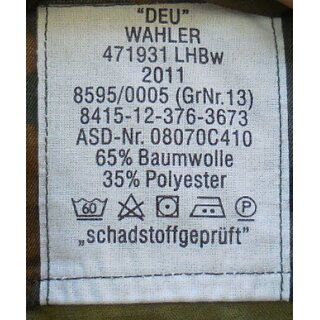 "DEU"
WAHLER
471931 LHBw
2011
8595/0005 (GrNr.13)
8415-12-376-3673
ASD-Nr. 08070C410
65% Baumwolle
35% Polyester
60 P
„schadstoffgeprüft"